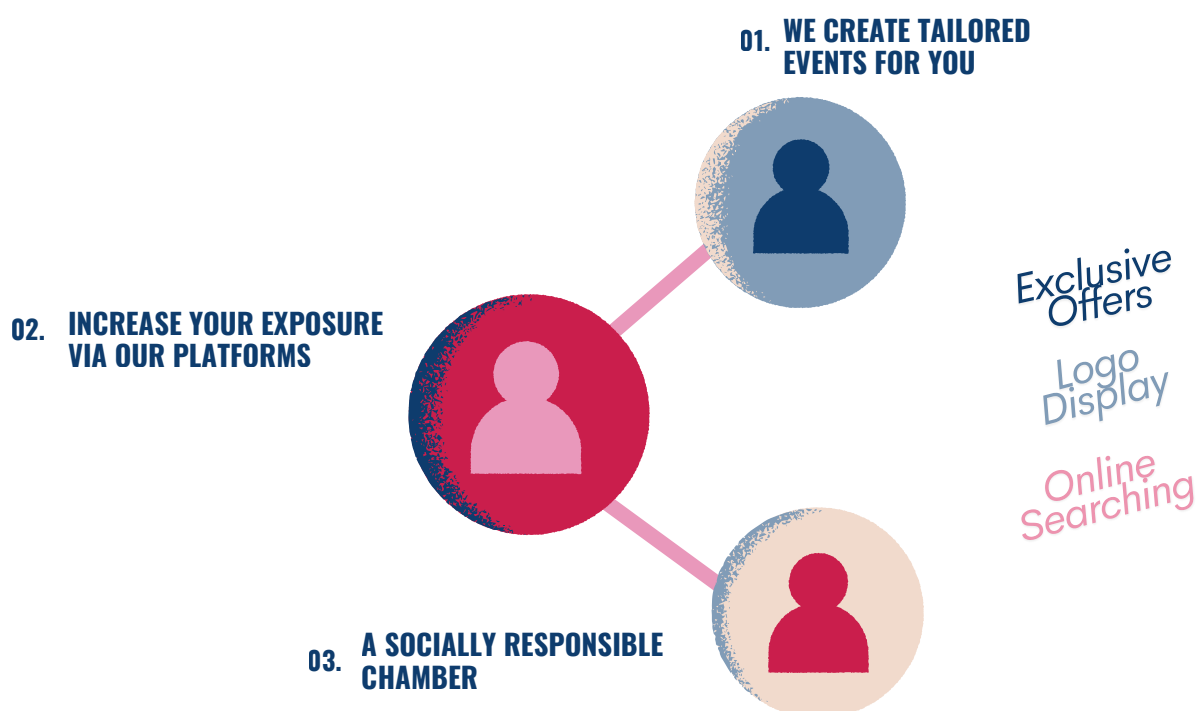 01. WE CREATE TAILORED
EVENTS FOR YOU
Exclusive
Offers
02. INCREASE YOUR EXPOSURE
VIA OUR PLATFORMS
Logo
Display
Online
Searching
03. A SOCIALLY RESPONSIBLE
CHAMBER